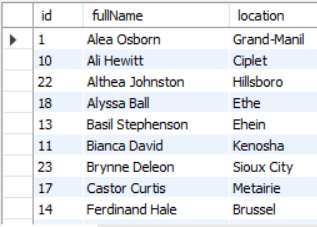 id fullName location
1 Alea Osborn Grand-Manil
10 Ali Hewitt Ciplet
22 Althea Johnston Hillsboro
18 Alyssa Ball Ethe
13 Basil Stephenson Ehein
11 Bianca David Kenosha
23 Brynne Deleon Sioux City
17 Castor Curtis Metairie
14 Ferdinand Hale Brussel